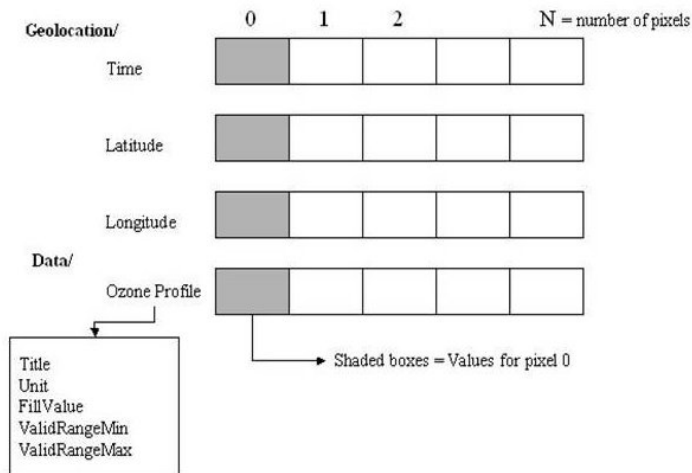 0 1 2 N = number of pixels
Geolocation/
Time
Latitude
Longitude
Data/
Ozone Profile
Shaded boxes = Values for pixel 0
Title
Unit
FillValue
ValidRangeMin
ValidRangeMax